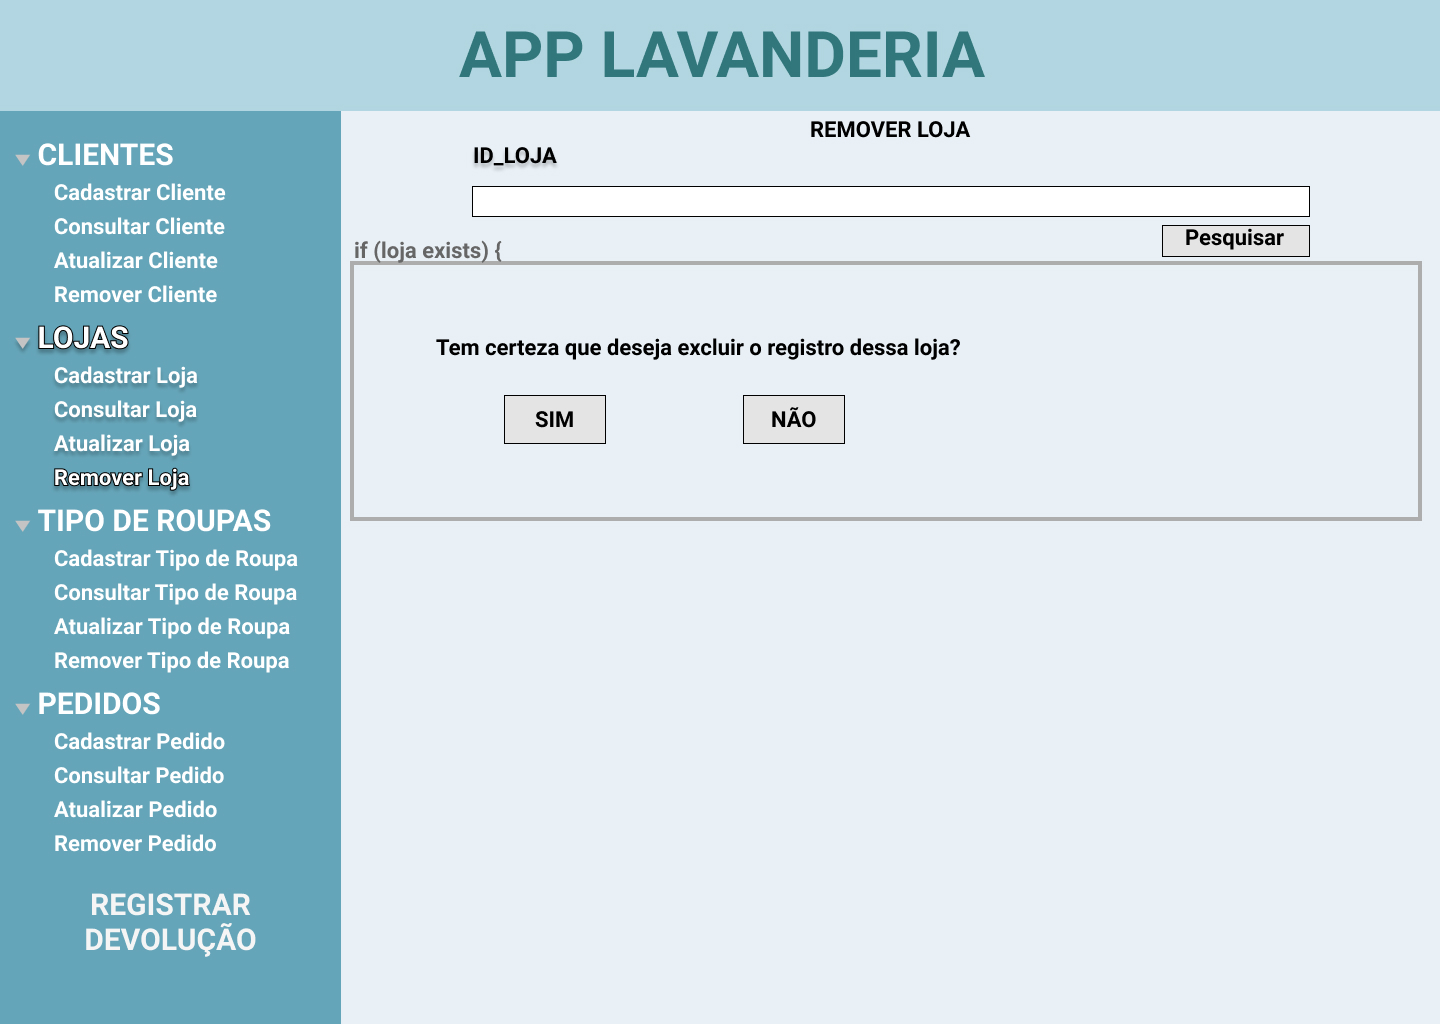 APP LAVANDERIA
CLIENTES
Cadastrar Cliente
Consultar Cliente
Atualizar Cliente
Remover Cliente
LOJAS
Cadastrar Loja
Consultar Loja
Atualizar Loja
Remover Loja
TIPO DE ROUPAS
Cadastrar Tipo de Roupa
Consultar Tipo de Roupa
Atualizar Tipo de Roupa
Remover Tipo de Roupa
PEDIDOS
Cadastrar Pedido
Consultar Pedido
Atualizar Pedido
Remover Pedido
REGISTRAR
DEVOLUÇÃO
REMOVER LOJA
ID_LOJA
Pesquisar
if (loja exists) {
Tem certeza que deseja excluir o registro dessa loja?
SIM
NÃO